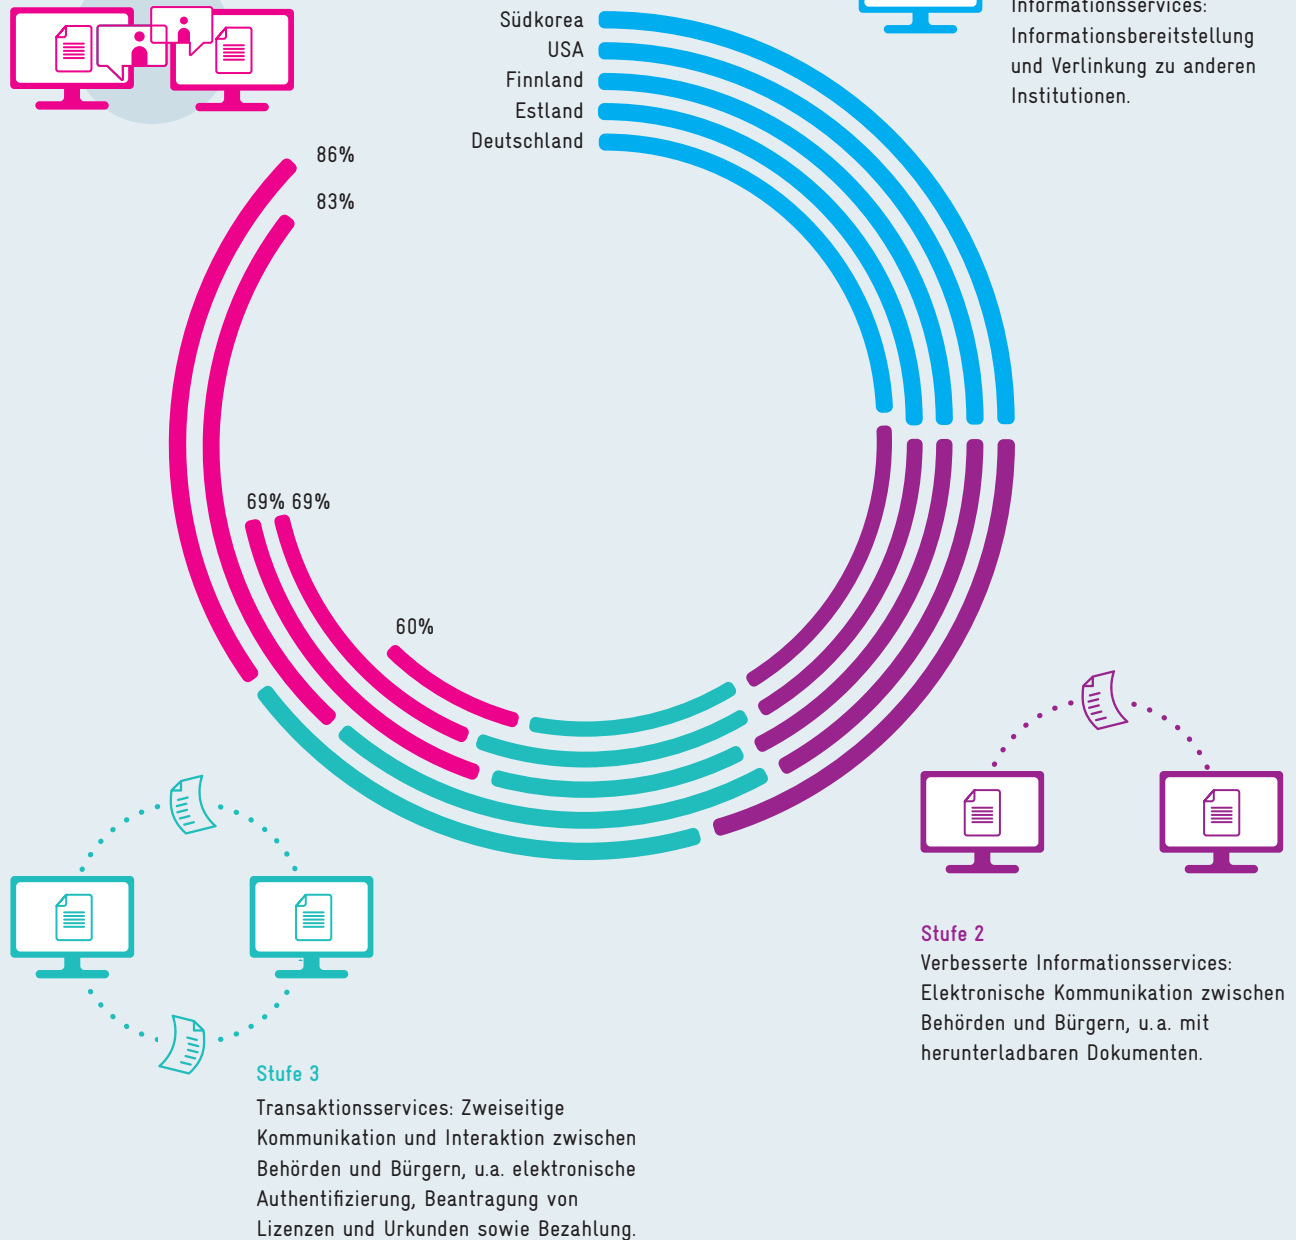 Informationsservices:
Informationsbereitstellung
und Verlinkung zu anderen
Institutionen.
Südkorea
USA
Finnland
Estland
Deutschland
86%
83%
69% 69%
60%
Stufe 2
Verbesserte Informationsservices:
Elektronische Kommunikation zwischen
Behörden und Bürgern, u.a. mit
herunterladbaren Dokumenten.
Stufe 3
Transaktionsservices: Zweiseitige
Kommunikation und Interaktion zwischen
Behörden und Bürgern, u.a. elektronische
Authentifizierung, Beantragung von
Lizenzen und Urkunden sowie Bezahlung.